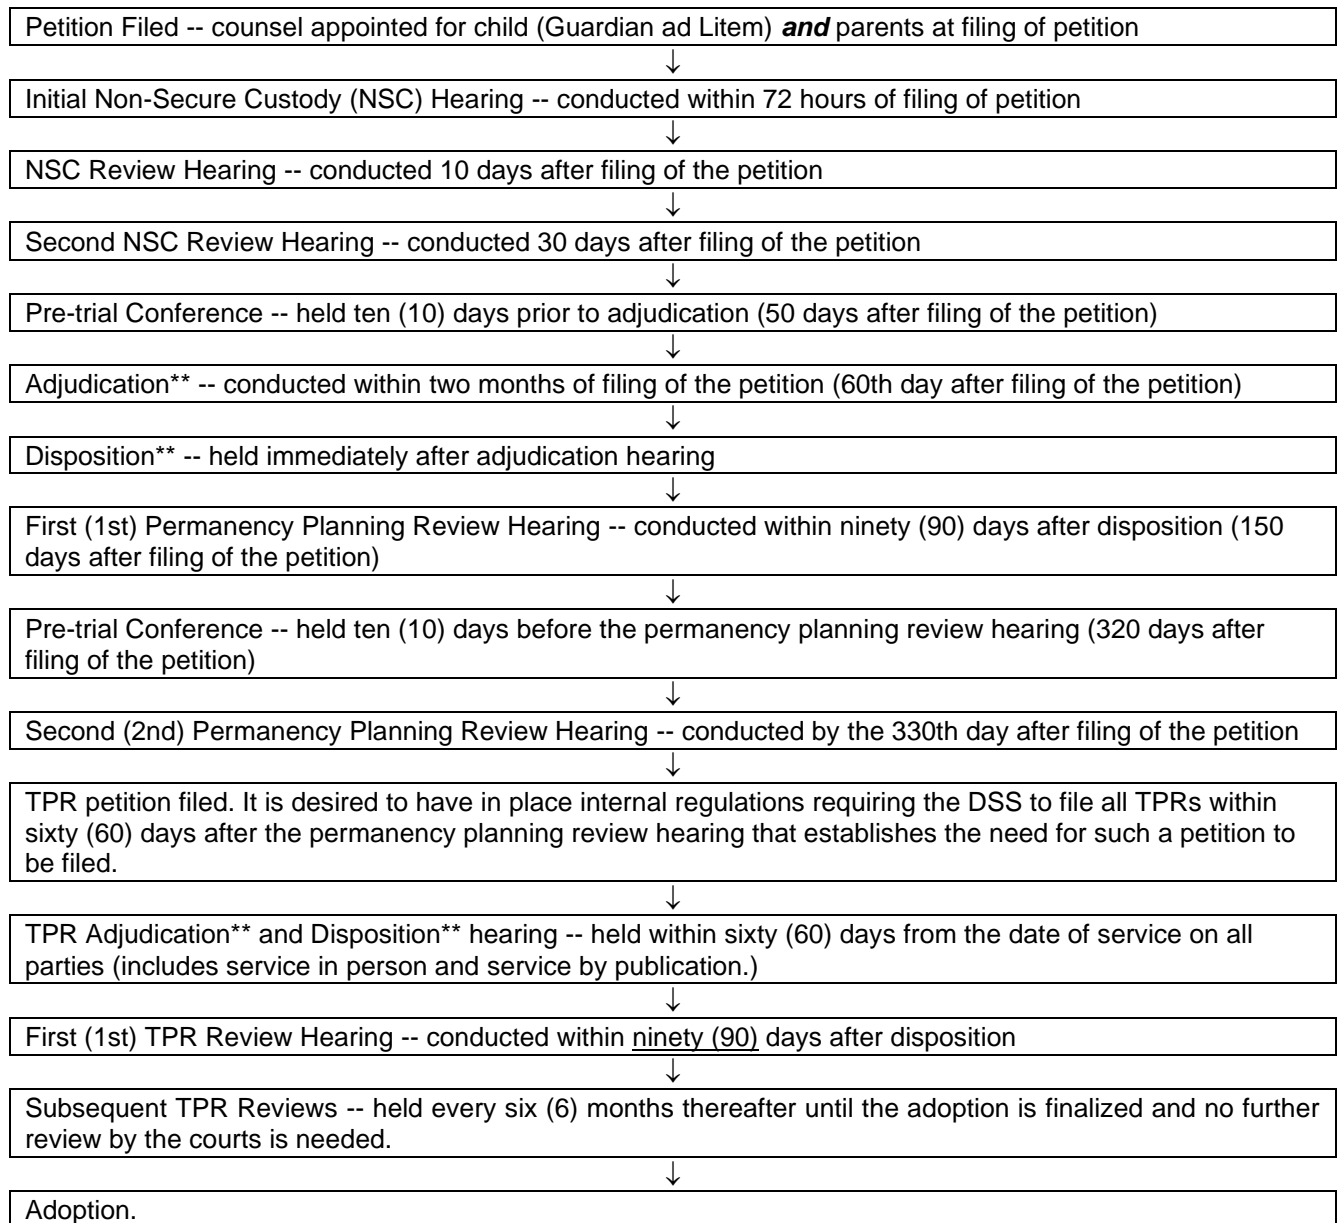 Petition Filed -- counsel appointed for child (Guardian ad Litem) and parents at filing of petition
↓
Initial Non-Secure Custody (NSC) Hearing -- conducted within 72 hours of filing of petition
↓
NSC Review Hearing -- conducted 10 days after filing of the petition
↓
Second NSC Review Hearing -- conducted 30 days after filing of the petition
↓
Pre-trial Conference -- held ten (10) days prior to adjudication (50 days after filing of the petition)
↓
Adjudication** -- conducted within two months of filing of the petition (60th day after filing of the petition)
↓
Disposition** -- held immediately after adjudication hearing
↓
First (1st) Permanency Planning Review Hearing -- conducted within ninety (90) days after disposition (150
days after filing of the petition)
↓
Pre-trial Conference -- held ten (10) days before the permanency planning review hearing (320 days after
filing of the petition)
↓
Second (2nd) Permanency Planning Review Hearing -- conducted by the 330th day after filing of the petition
↓
TPR petition filed. It is desired to have in place internal regulations requiring the DSS to file all TPRs within
sixty (60) days after the permanency planning review hearing that establishes the need for such a petition to
be filed.
↓
TPR Adjudication** and Disposition** hearing -- held within sixty (60) days from the date of service on all
parties (includes service in person and service by publication.)
↓
First (1st) TPR Review Hearing -- conducted within ninety (90) days after disposition
↓
Subsequent TPR Reviews -- held every six (6) months thereafter until the adoption is finalized and no further
review by the courts is needed.
↓
Adoption.